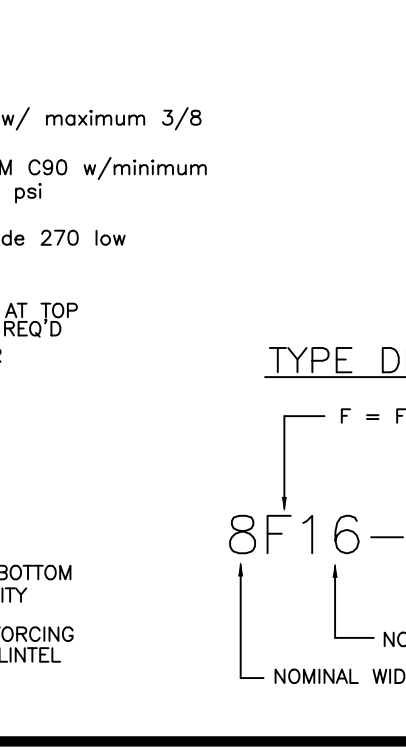 w/ maximum 3/8
M C90 w/minimum
psi
de 270 low
AT TOP
REQ'D
TYPE D
F = F
8F16-
BOTTOM
ITY
FORCING
LINTEL
NO
NOMINAL WID